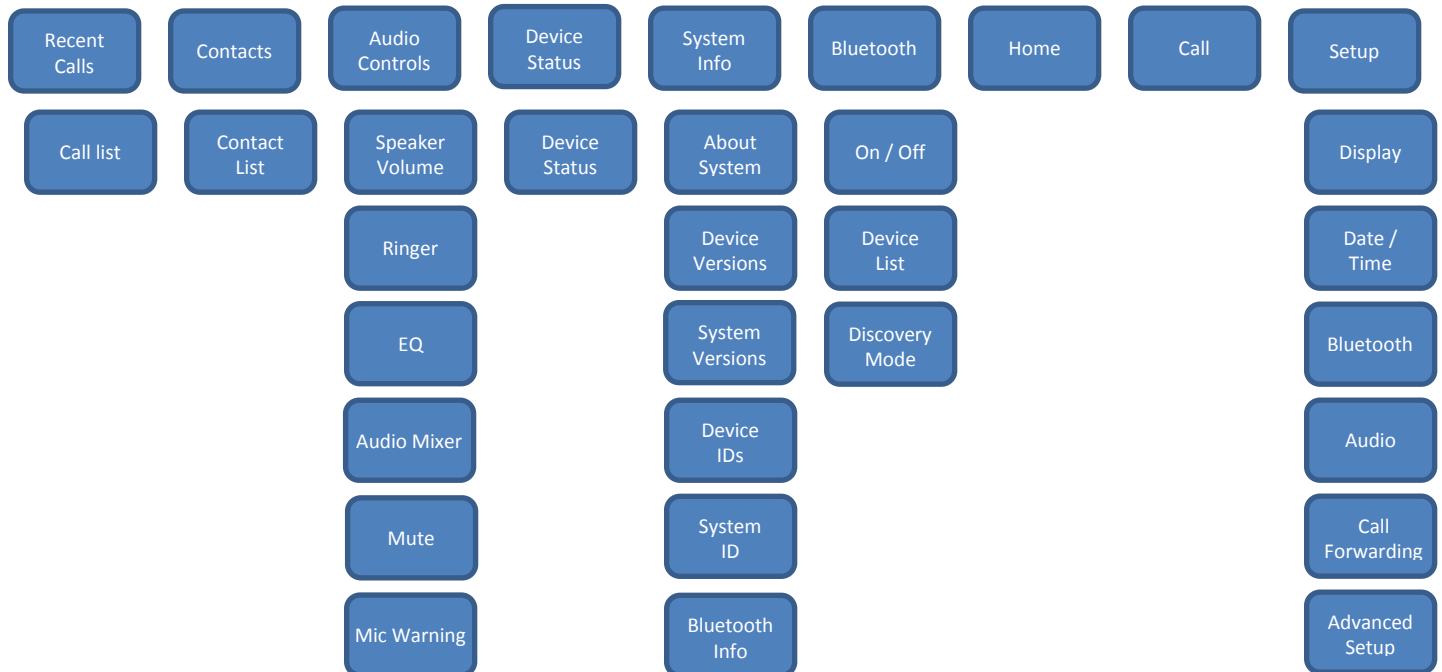 Recent
Calls
Contacts
Audio
Controls
Device
Status
System
Info
Bluetooth
Home
Call
Setup
Call list
Contact
List
Speaker
Volume
Device
Status
About
System
On / Off
Display
Ringer
Device
Versions
Device
List
Date /
Time
EQ
System
Versions
Discovery
Mode
Bluetooth
Audio Mixer
Device
IDs
Audio
Mute
System
ID
Call
Forwarding
Mic Warning
Bluetooth
Info
Advanced
Setup